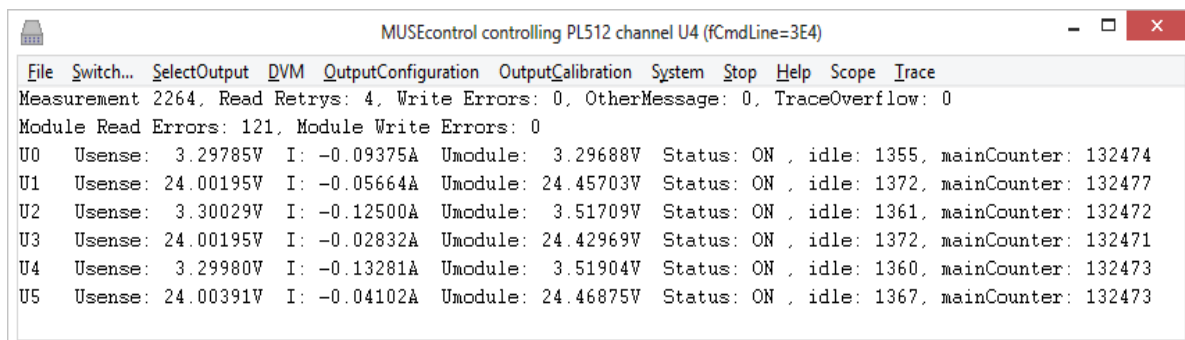 MUSEcontrol controlling PL512 channel U4 (fCmdLine=3E4)
File Switch... SelectOutput DVM OutputConfiguration OutputCalibration System Stop Help Scope Trace
Measurement 2264, Read Retrys: 4, Write Errors: 0, OtherMessage: 0, TraceOverflow: 0
Module Read Errors: 121, Module Write Errors: 0
U0 Usense: 3.29785V I: -0.09375A Umodule: 3.29688V Status: ON , idle: 1355, mainCounter: 132474
U1 Usense: 24.00195V I: -0.05664A Umodule: 24.45703V Status: ON , idle: 1372, mainCounter: 132477
U2 Usense: 3.30029V I: -0.12500A Umodule: 3.51709V Status: ON , idle: 1361, mainCounter: 132472
U3 Usense: 24.00195V I: -0.02832A Umodule: 24.42969V Status: ON , idle: 1372, mainCounter: 132471
U4 Usense: 3.29980V I: -0.13281A Umodule: 3.51904V Status: ON , idle: 1360, mainCounter: 132473
U5 Usense: 24.00391V I: -0.04102A Umodule: 24.46875V Status: ON , idle: 1367, mainCounter: 132473